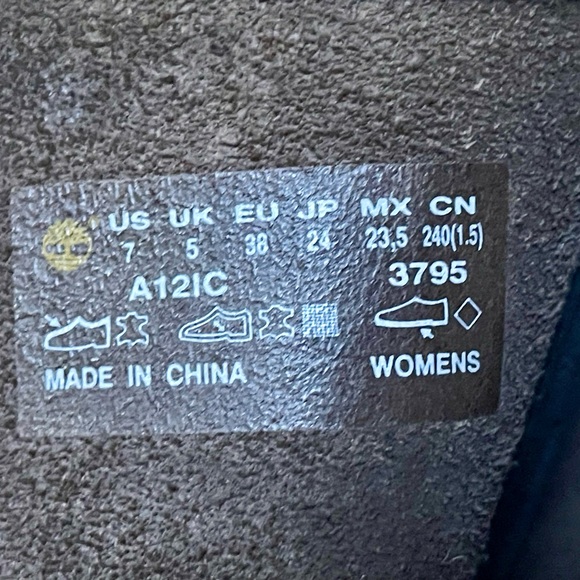 US UK EU JP MX CN
7 5 38 24 23,5 240(1.5)
A12IC 3795
MADE IN CHINA WOMENS